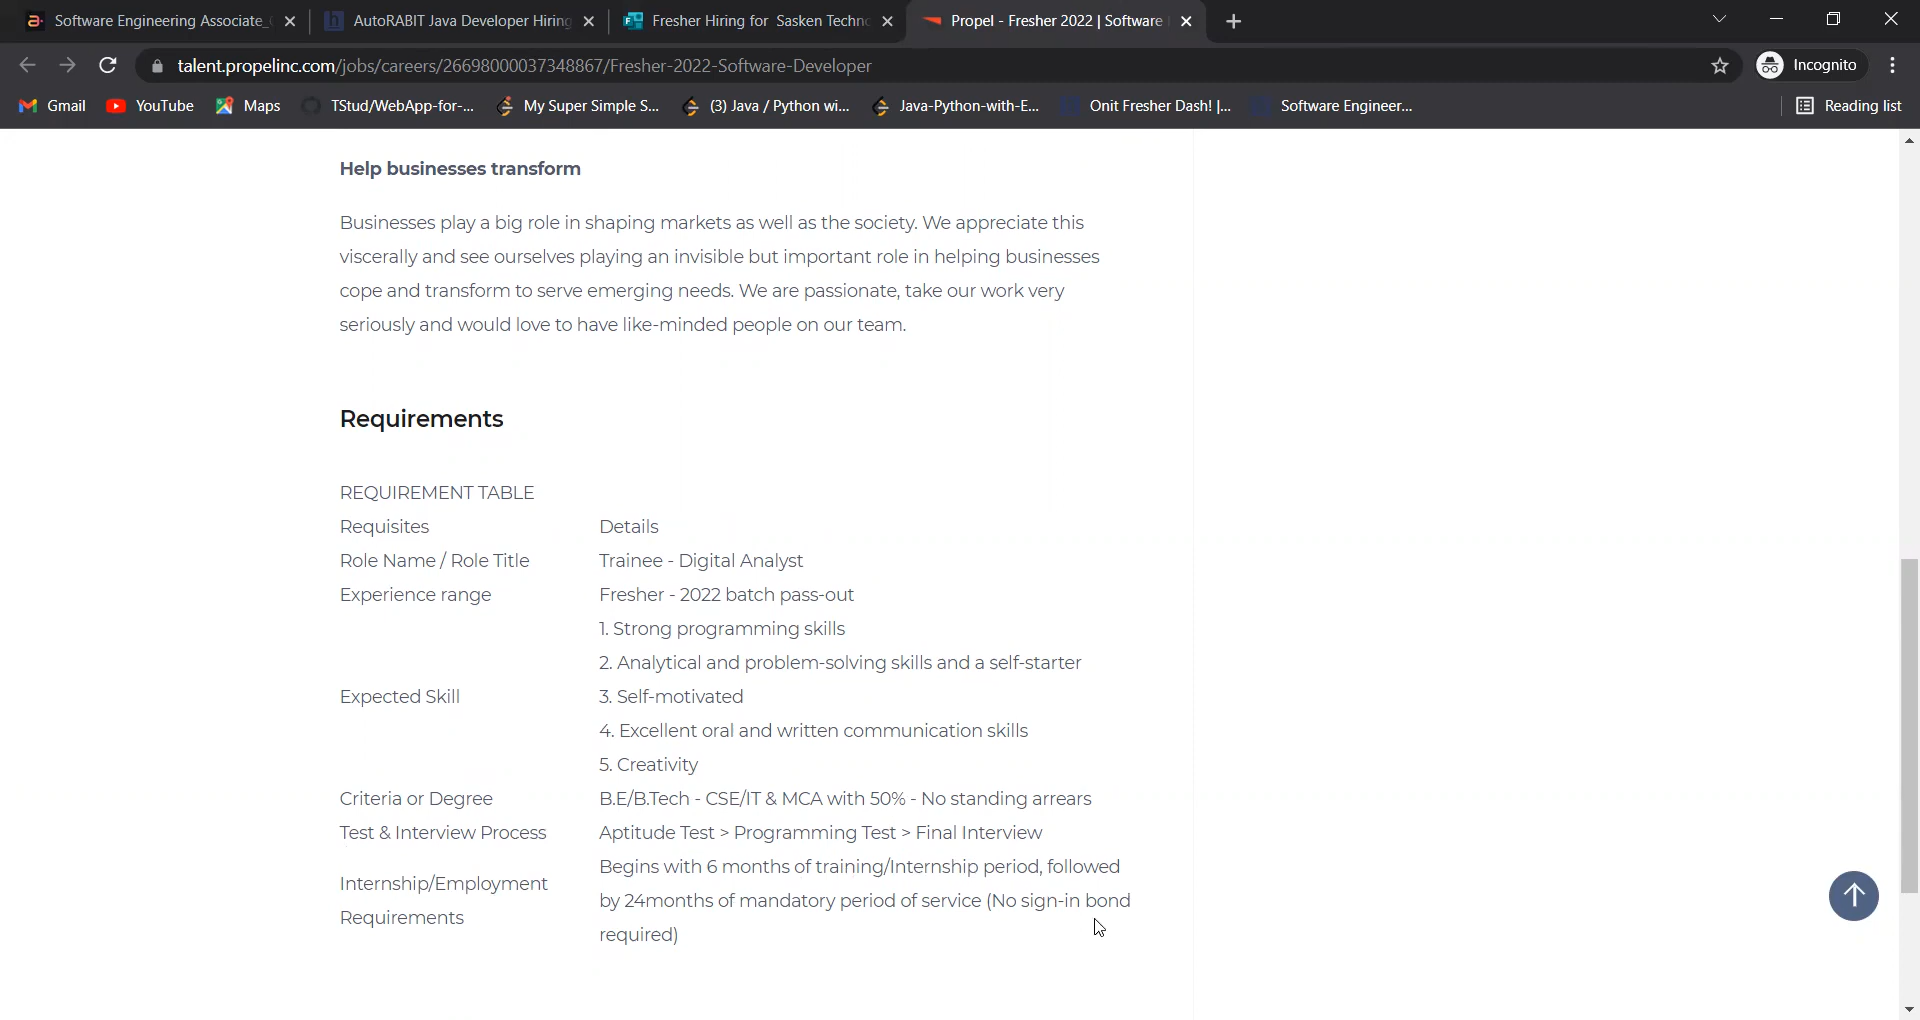 Software Engineering Associate_
AutoRABIT Java Developer Hiring
Fresher Hiring for Sasken Techn
Propel - Fresher 2022 | Software
talent.propelinc.com/jobs/careers/26698000037348867/Fresher-2022-Software-Developer
Incognito
Gmail
YouTube
Maps
TStud/WebApp-for-...
My Super Simple S...
(3) Java / Python wi...
Java-Python-with-E...
Onit Fresher Dash! |...
Software Engineer...
Reading list
Help businesses transform
Businesses play a big role in shaping markets as well as the society. We appreciate this
viscerally and see ourselves playing an invisible but important role in helping businesses
cope and transform to serve emerging needs. We are passionate, take our work very
seriously and would love to have like-minded people on our team.
Requirements
REQUIREMENT TABLE
Requisites Details
Role Name / Role Title Trainee - Digital Analyst
Experience range Fresher - 2022 batch pass-out
1. Strong programming skills
2. Analytical and problem-solving skills and a self-starter
Expected Skill 3. Self-motivated
4. Excellent oral and written communication skills
5. Creativity
Criteria or Degree B.E/B.Tech - CSE/IT & MCA with 50% - No standing arrears
Test & Interview Process Aptitude Test > Programming Test > Final Interview
Internship/Employment
Requirements
Begins with 6 months of training/Internship period, followed
by 24months of mandatory period of service (No sign-in bond
required)